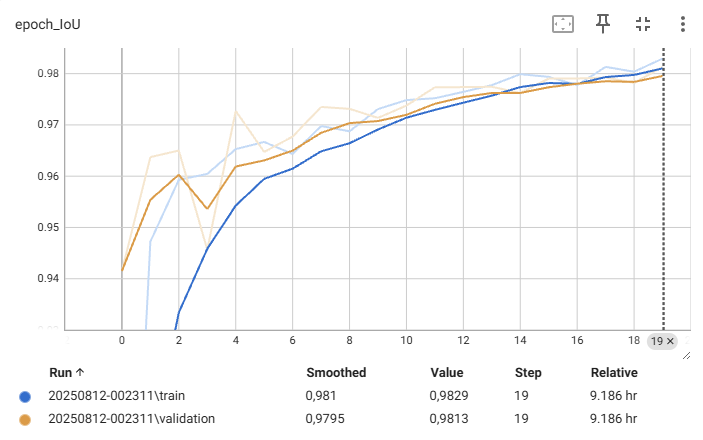 epoch_IoU
0.98
0.97
0.96
0.95
0.94
0 2 4 6 8 10 12 14 16 18 19 ×
Run ↑ Smoothed Value Step Relative
20250812-002311\train 0,981 0,9829 19 9.186 hr
20250812-002311\validation 0,9795 0,9813 19 9.186 hr